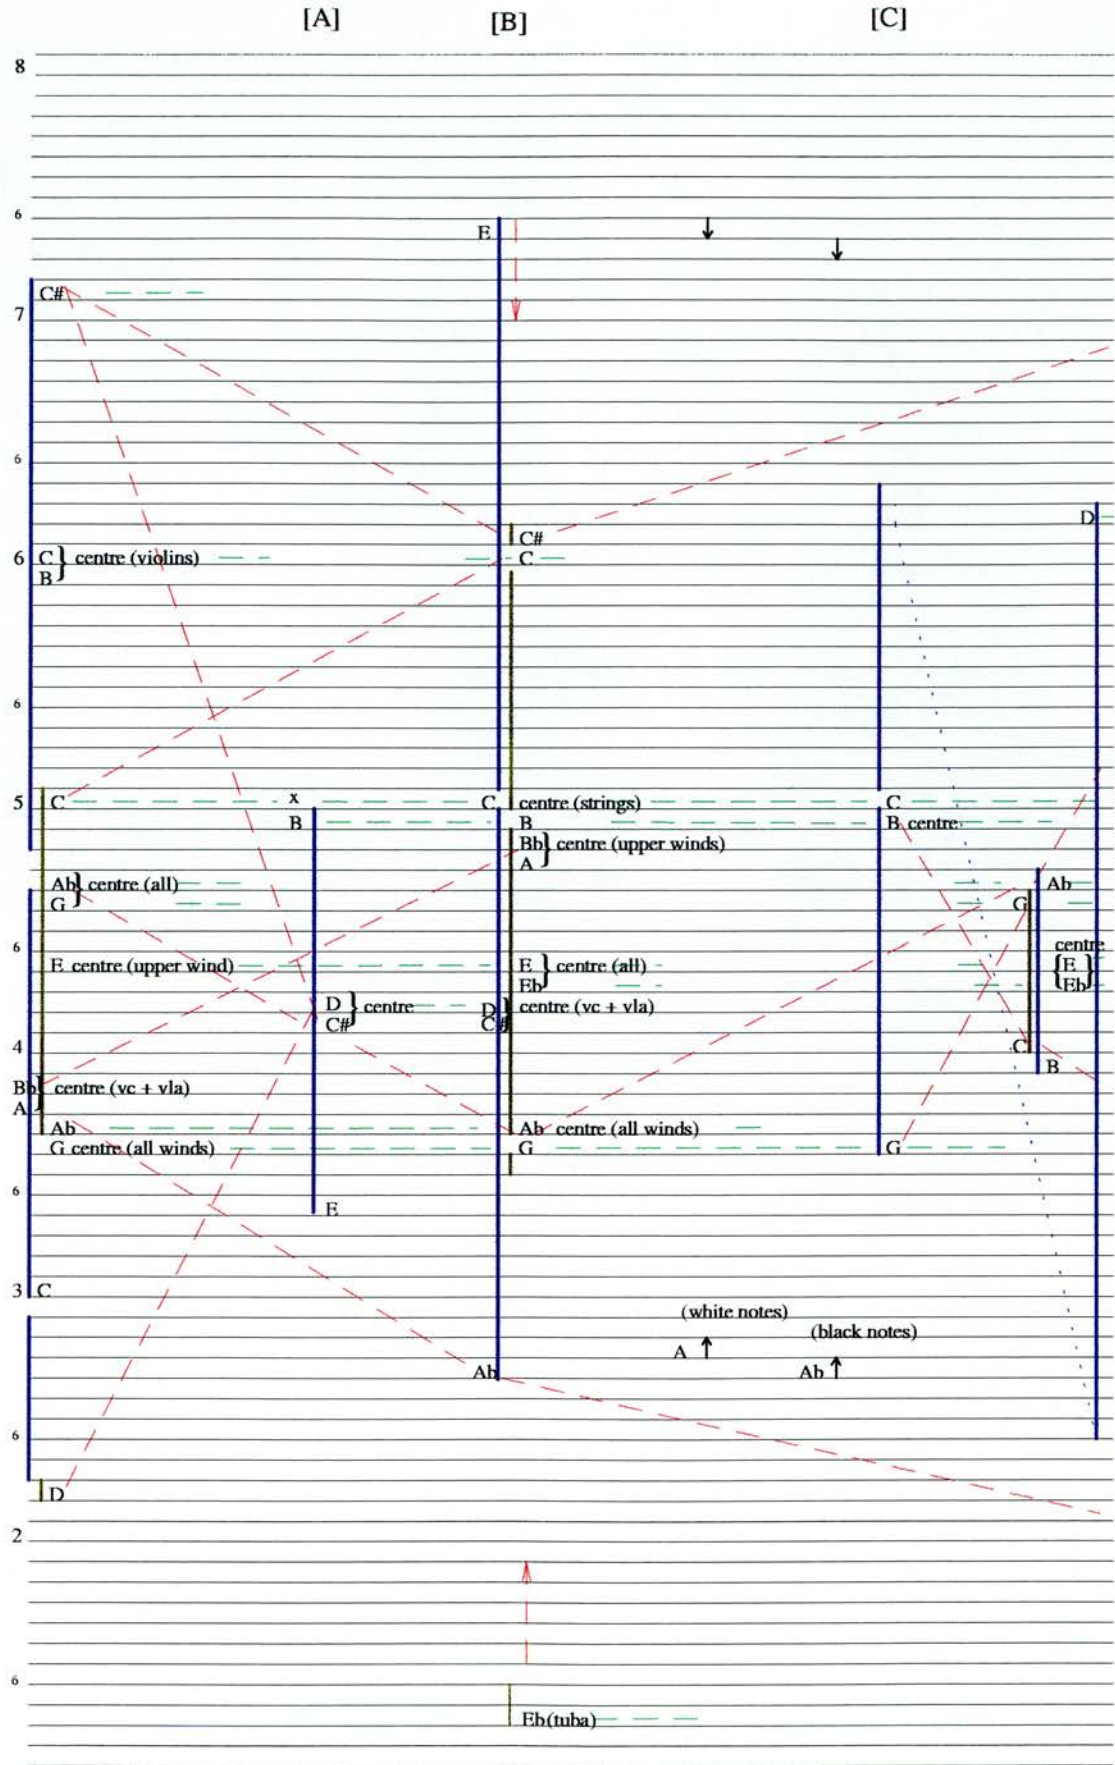 [A] [B] [C]
8
6
E
C#
7
6
D
C#
6 C } centre (violins) C
B
6
5 C x C centre (strings) C
B B B centre
Bb } centre (upper winds)
A
Ab } centre (all) Ab
G G
6 centre
E centre (upper wind) E } centre (all) { E }
Eb Eb
D } centre D } centre (vc + vla)
C# C#
4 C
B
Bb } centre (vc + vla)
A
Ab Ab centre (all winds)
G centre (all winds) G G
6
E
3 C
(white notes)
(black notes)
A
Ab Ab
6
D
2
6
Eb (tuba)